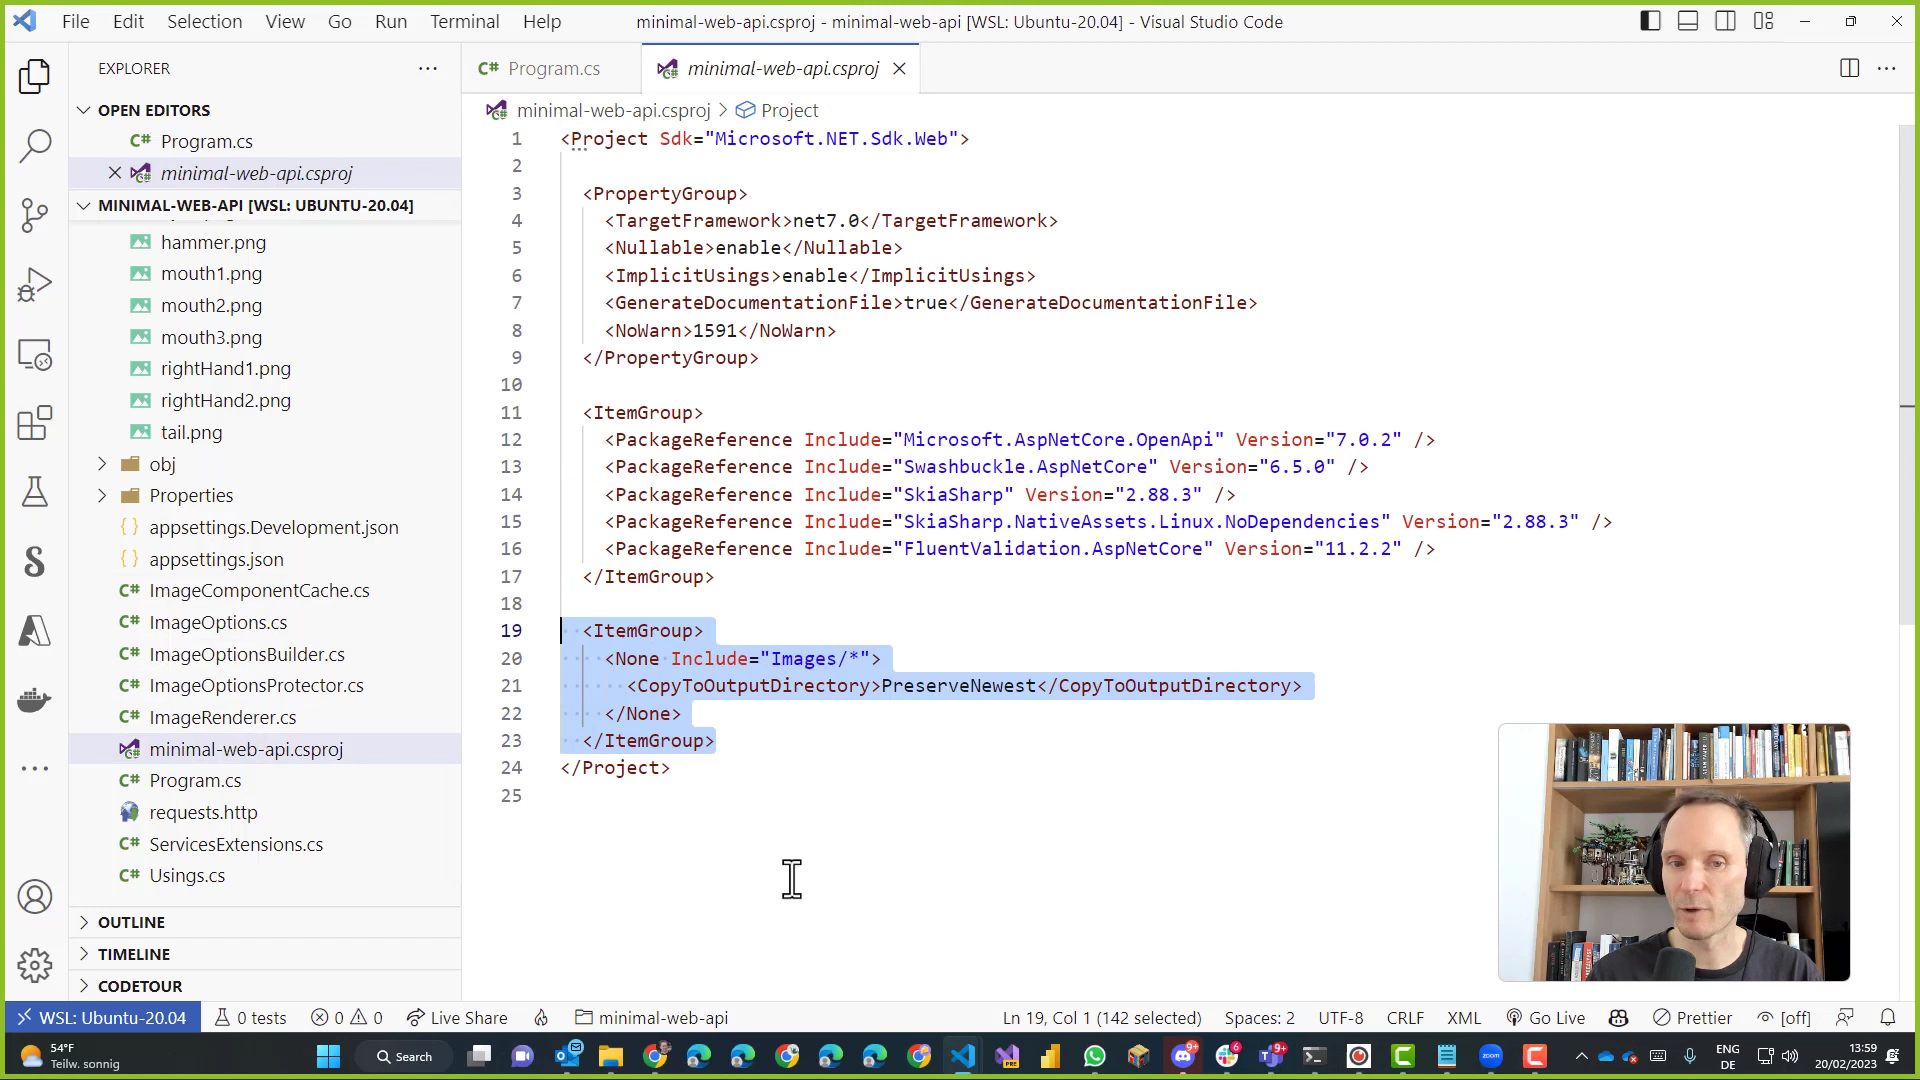 File Edit Selection View Go Run Terminal Help
minimal-web-api.csproj - minimal-web-api [WSL: Ubuntu-20.04] - Visual Studio Code
EXPLORER
OPEN EDITORS
C# Program.cs
minimal-web-api.csproj
MINIMAL-WEB-API [WSL: UBUNTU-20.04]
hammer.png
mouth1.png
mouth2.png
mouth3.png
rightHand1.png
rightHand2.png
tail.png
obj
Properties
{} appsettings.Development.json
{} appsettings.json
C# ImageComponentCache.cs
C# ImageOptions.cs
C# ImageOptionsBuilder.cs
C# ImageOptionsProtector.cs
C# ImageRenderer.cs
minimal-web-api.csproj
C# Program.cs
requests.http
C# ServicesExtensions.cs
C# Usings.cs
OUTLINE
TIMELINE
CODETOUR
C# Program.cs
minimal-web-api.csproj
minimal-web-api.csproj > Project
1 <Project Sdk="Microsoft.NET.Sdk.Web">
2
3 <PropertyGroup>
4 <TargetFramework>net7.0</TargetFramework>
5 <Nullable>enable</Nullable>
6 <ImplicitUsings>enable</ImplicitUsings>
7 <GenerateDocumentationFile>true</GenerateDocumentationFile>
8 <NoWarn>1591</NoWarn>
9 </PropertyGroup>
10
11 <ItemGroup>
12 <PackageReference Include="Microsoft.AspNetCore.OpenApi" Version="7.0.2" />
13 <PackageReference Include="Swashbuckle.AspNetCore" Version="6.5.0" />
14 <PackageReference Include="SkiaSharp" Version="2.88.3" />
15 <PackageReference Include="SkiaSharp.NativeAssets.Linux.NoDependencies" Version="2.88.3" />
16 <PackageReference Include="FluentValidation.AspNetCore" Version="11.2.2" />
17 </ItemGroup>
18
19 <ItemGroup>
20 <None Include="Images/*">
21 <CopyToOutputDirectory>PreserveNewest</CopyToOutputDirectory>
22 </None>
23 </ItemGroup>
24 </Project>
25
WSL: Ubuntu-20.04 0 tests 0 0 Live Share minimal-web-api Ln 19, Col 1 (142 selected) Spaces: 2 UTF-8 CRLF XML Go Live Prettier [off]
54°F
Teilw. sonnig
Search
PRE
9+
6
9+
zoom
ENG
DE
13:59
20/02/2023